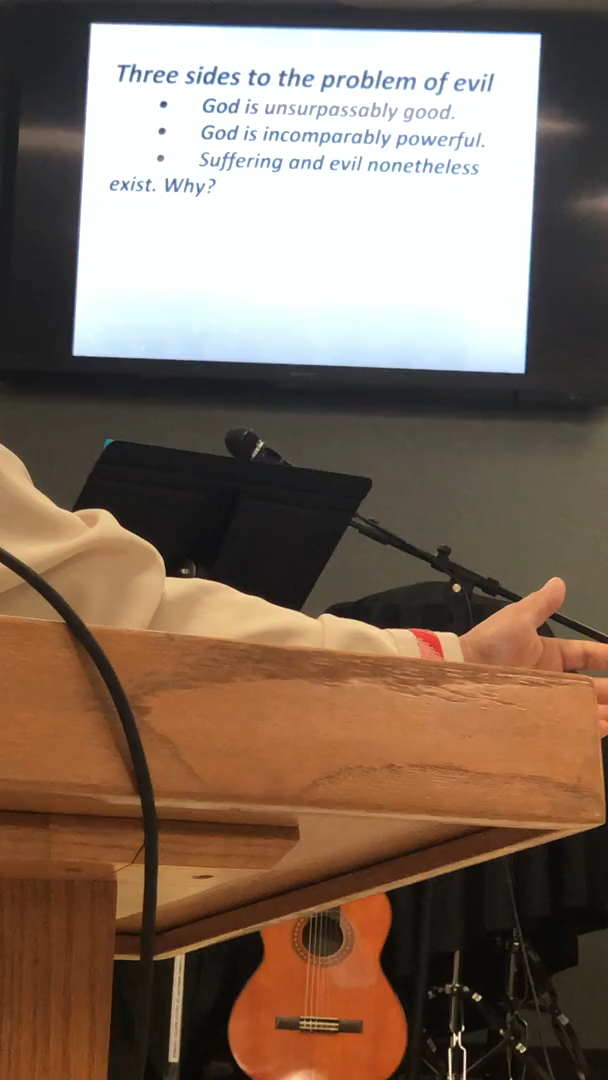 Three sides to the problem of evil
• God is unsurpassably good.
• God is incomparably powerful.
• Suffering and evil nonetheless
exist. Why?